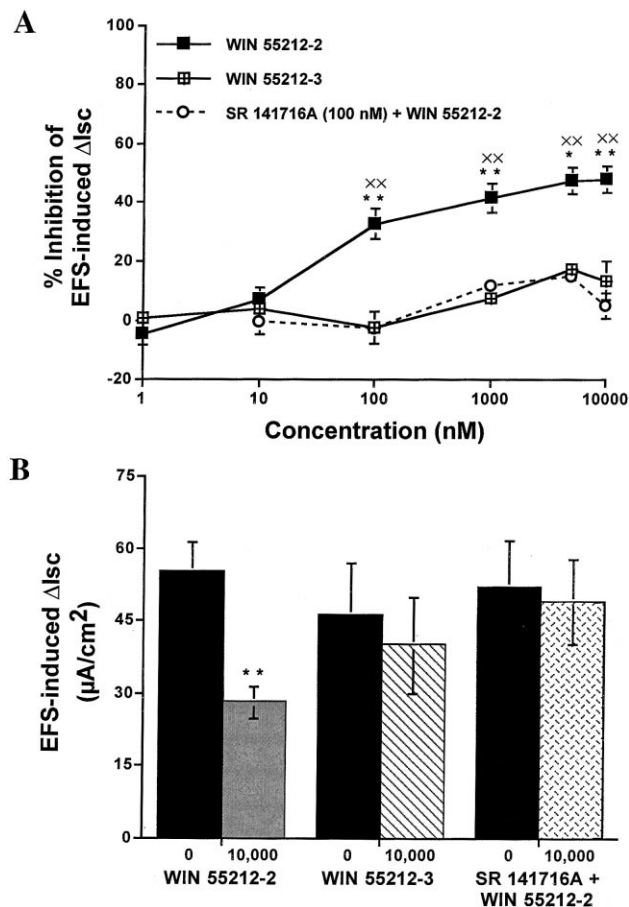 A
100
80
60
40
20
0
-20
% Inhibition of
EFS-induced ΔIsc
WIN 55212-2
WIN 55212-3
SR 141716A (100 nM) + WIN 55212-2
×× ×× ×× ××
** ** * **
1 10 100 1000 10000
Concentration (nM)
B
75
60
45
30
15
0
EFS-induced ΔIsc
(µA/cm²)
**
0 10,000 0 10,000 0 10,000
WIN 55212-2 WIN 55212-3 SR 141716A +
WIN 55212-2